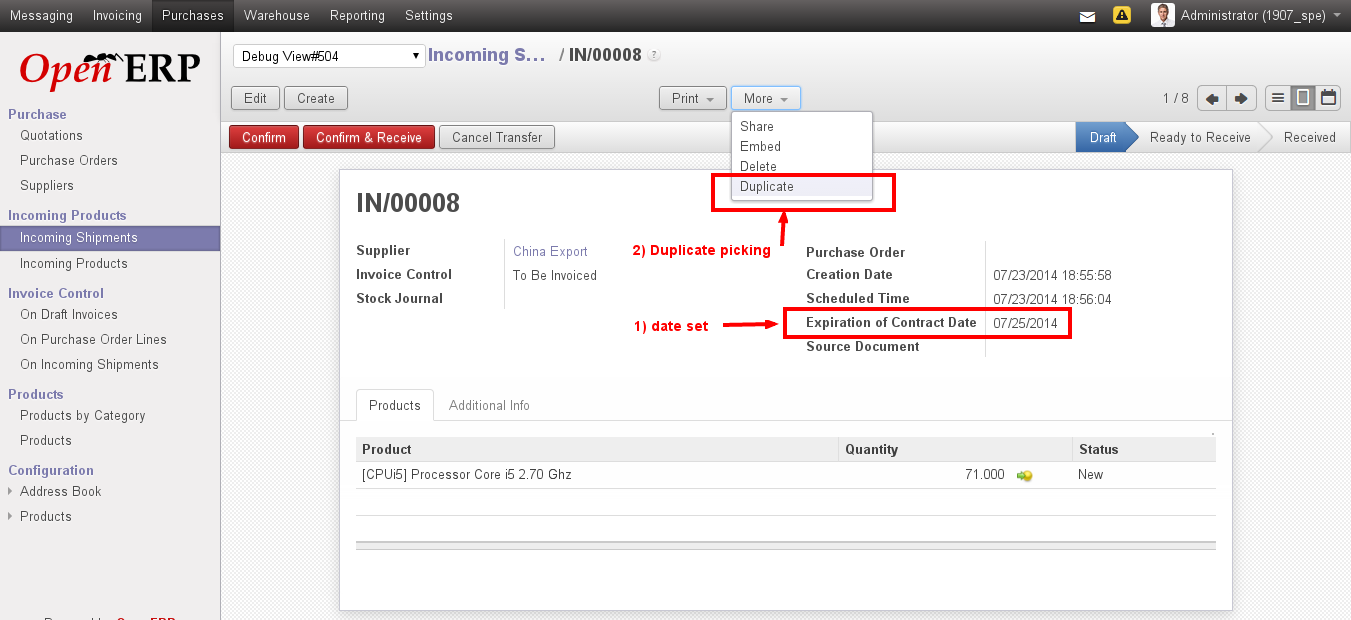 Messaging Invoicing Purchases Warehouse Reporting Settings Administrator (1907_spe)
Open ERP
Debug View#504 Incoming S... / IN/00008 ?
Edit Create Print More 1 / 8
Share
Embed
Delete
Duplicate
Confirm Confirm & Receive Cancel Transfer Draft Ready to Receive Received
Purchase
Quotations
Purchase Orders
Suppliers
Incoming Products
Incoming Shipments
Incoming Products
Invoice Control
On Draft Invoices
On Purchase Order Lines
On Incoming Shipments
Products
Products by Category
Products
Configuration
Address Book
Products
IN/00008
2) Duplicate picking
Supplier China Export
Invoice Control To Be Invoiced
Stock Journal
Purchase Order
Creation Date 07/23/2014 18:55:58
Scheduled Time 07/23/2014 18:56:04
1) date set
Expiration of Contract Date 07/25/2014
Source Document
Products Additional Info
Product Quantity Status
[CPUi5] Processor Core i5 2.70 Ghz 71.000 New